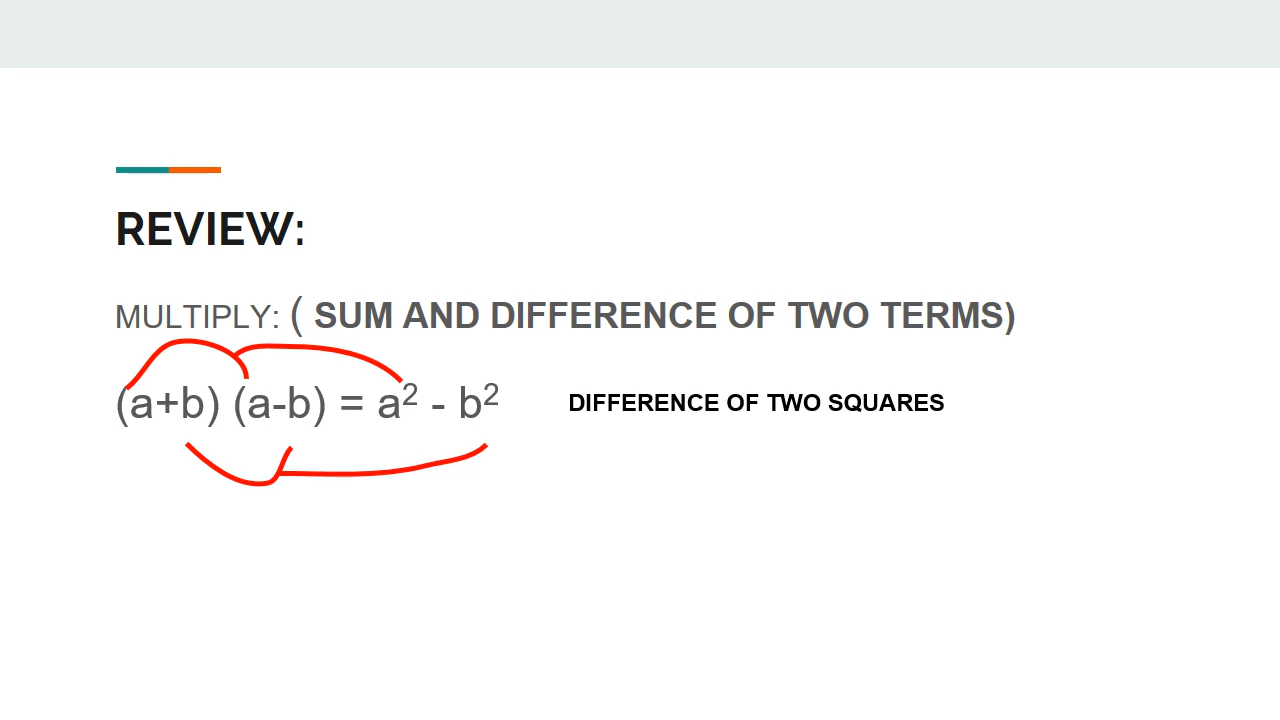 REVIEW:
MULTIPLY: ( SUM AND DIFFERENCE OF TWO TERMS)
(a+b) (a-b) = a² - b² DIFFERENCE OF TWO SQUARES